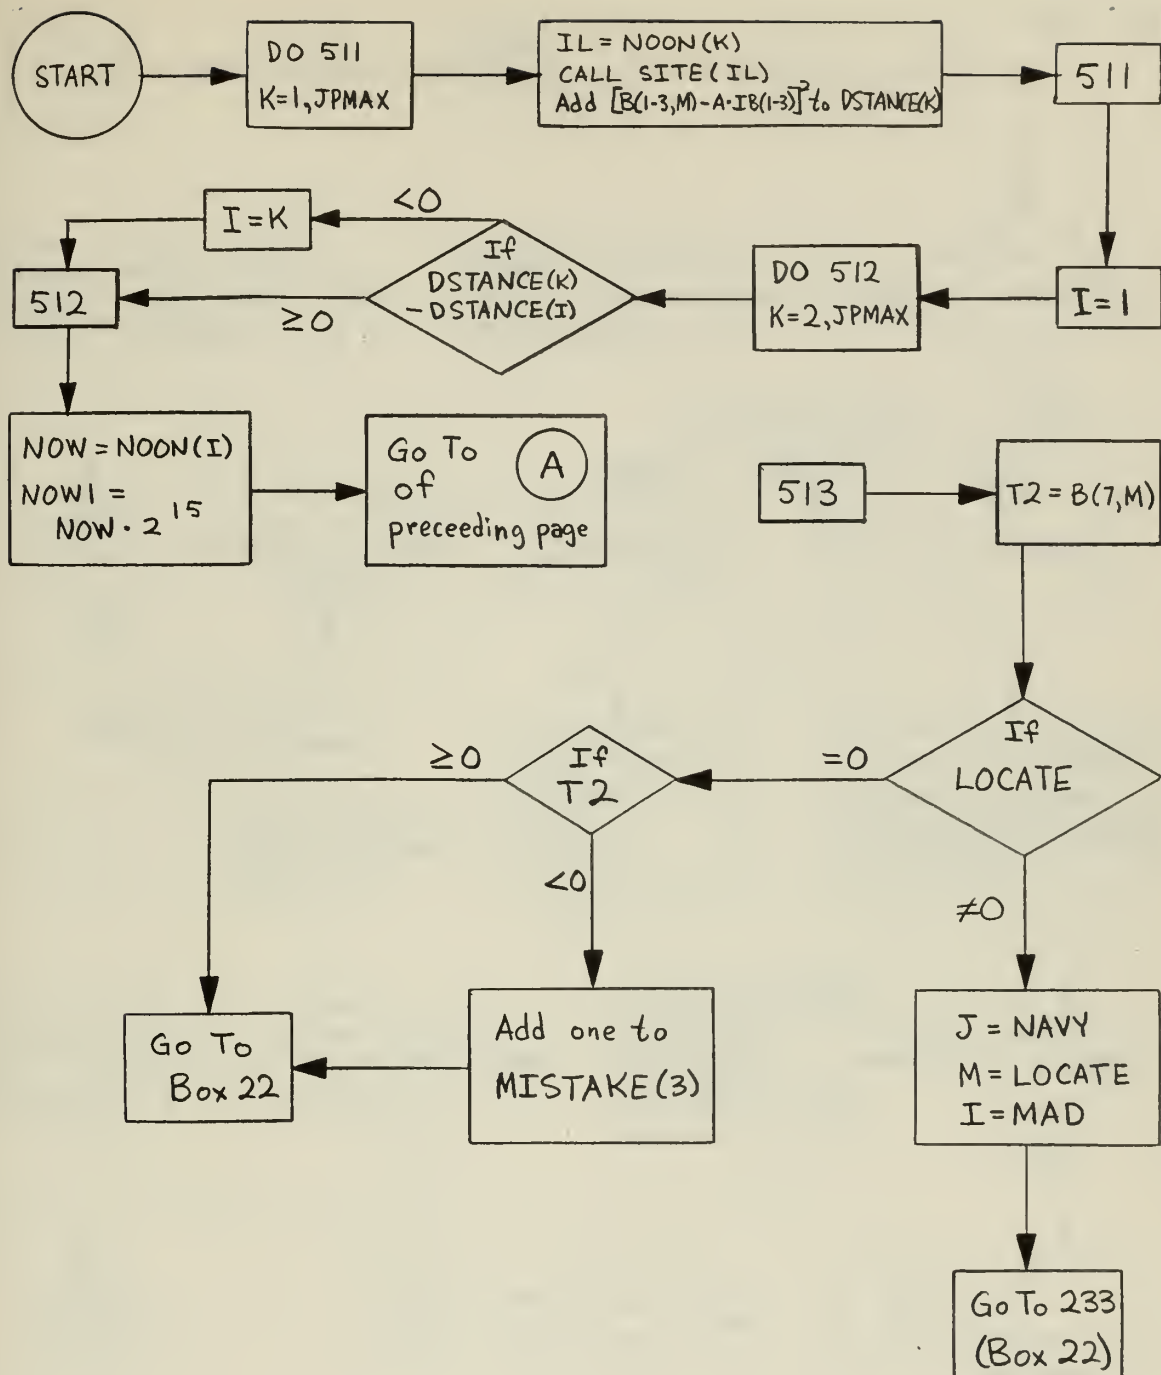 START
DO 511
K=1, JPMAX
IL = NOON(K)
CALL SITE(IL)
Add [B(1-3,M)-A·IB(1-3)]² to DSTANCE(K)
511
I=1
DO 512
K=2, JPMAX
If
DSTANCE(K)
-DSTANCE(I)
<0
I=K
≥0
512
NOW = NOON(I)
NOW1 =
NOW · 2¹⁵
Go To A
of
preceeding page
513
T2 = B(7,M)
If
LOCATE
=0
If
T2
≥0
<0
≠0
Go To
Box 22
Add one to
MISTAKE(3)
J = NAVY
M = LOCATE
I = MAD
Go To 233
(Box 22)